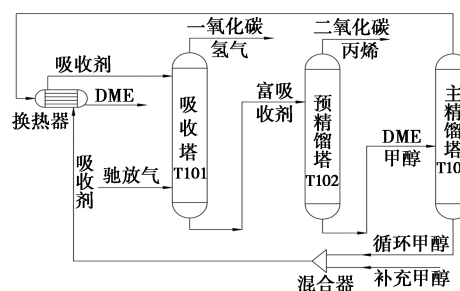 一氧化碳
氢气
二氧化碳
丙烯
吸收剂
DME
换热器
吸收塔
T101
富吸
收剂
预精馏塔
T102
主精馏塔
T10
DME
甲醇
吸收剂
驰放气
循环甲醇
补充甲醇
混合器